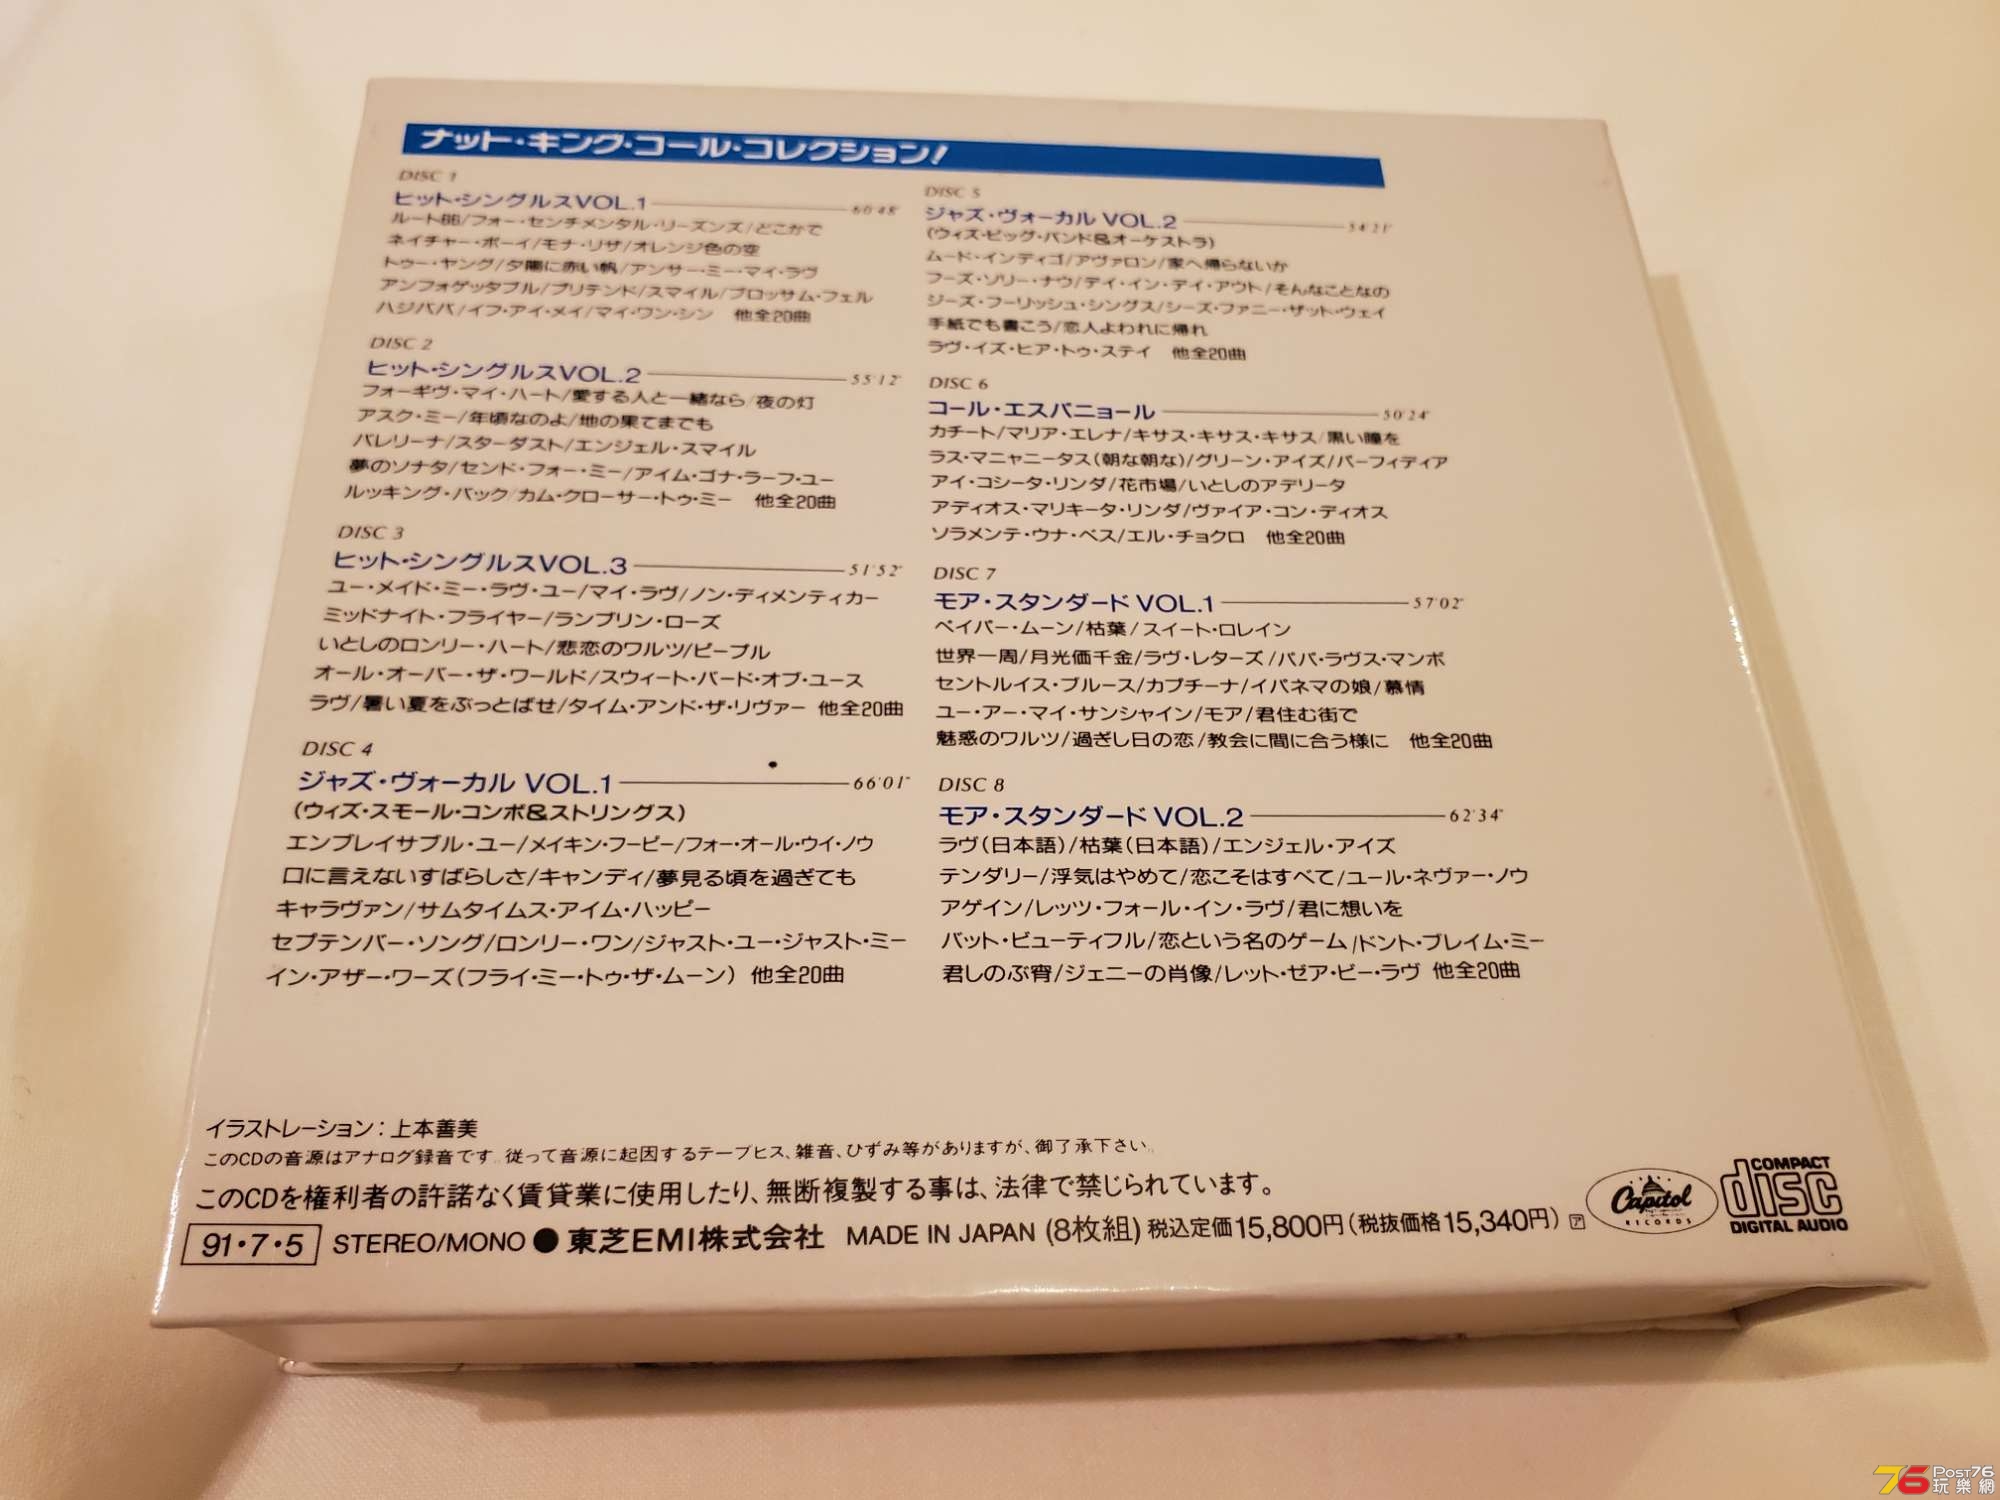 ナット・キング・コール・コレクション!
DISC 1
ヒット・シングルスVOL.1 60'48"
ルート66/フォー・センチメンタル・リーズンズ/どこかで
ネイチャー・ボーイ/モナ・リザ/オレンジ色の空
トゥー・ヤング/夕陽に赤い帆/アンサー・ミー・マイ・ラヴ
アンフォゲッタブル/プリテンド/スマイル/ブロッサム・フェル
ハジババ/イフ・アイ・メイ/マイ・ワン・シン 他全20曲
DISC 2
ヒット・シングルスVOL.2 55'12"
フォーギヴ・マイ・ハート/愛する人と一緒なら/夜の灯
アスク・ミー/年頃なのよ/地の果てまでも
バレリーナ/スターダスト/エンジェル・スマイル
夢のソナタ/センド・フォー・ミー/アイム・ゴナ・ラーフ・ユー
ルッキング・バック/カム・クローサー・トゥ・ミー 他全20曲
DISC 3
ヒット・シングルスVOL.3 51'52"
ユー・メイド・ミー・ラヴ・ユー/マイ・ラヴ/ノン・ディメンティカー
ミッドナイト・フライヤー/ランブリン・ローズ
いとしのロンリー・ハート/悲恋のワルツ/ピープル
オール・オーバー・ザ・ワールド/スウィート・バード・オブ・ユース
ラヴ/暑い夏をぶっとばせ/タイム・アンド・ザ・リヴァー 他全20曲
DISC 4
ジャズ・ヴォーカル VOL.1 66'01"
(ウィズ・スモール・コンボ&ストリングス)
エンブレイサブル・ユー/メイキン・フーピー/フォー・オール・ウイ・ノウ
口に言えないすばらしさ/キャンディ/夢見る頃を過ぎても
キャラヴァン/サムタイムス・アイム・ハッピー
セプテンバー・ソング/ロンリー・ワン/ジャスト・ユー・ジャスト・ミー
イン・アザー・ワーズ(フライ・ミー・トゥ・ザ・ムーン) 他全20曲
DISC 5
ジャズ・ヴォーカル VOL.2 54'21"
(ウィズ・ビッグ・バンド&オーケストラ)
ムード・インディゴ/アヴァロン/家へ帰らないか
フーズ・ソリー・ナウ/デイ・イン・デイ・アウト/そんなことなの
ジーズ・フーリッシュ・シングス/シーズ・ファニー・ザット・ウェイ
手紙でも書こう/恋人よわれに帰れ
ラヴ・イズ・ヒア・トゥ・ステイ 他全20曲
DISC 6
コール・エスパニョール 50'24"
カチート/マリア・エレナ/キサス・キサス・キサス/黒い瞳を
ラス・マニャニータス(朝な朝な)/グリーン・アイズ/パーフィディア
アイ・コシータ・リンダ/花市場/いとしのアデリータ
アディオス・マリキータ・リンダ/ヴァイア・コン・ディオス
ソラメンテ・ウナ・ベス/エル・チョクロ 他全20曲
DISC 7
モア・スタンダード VOL.1 57'02"
ペイパー・ムーン/枯葉/スイート・ロレイン
世界一周/月光価千金/ラヴ・レターズ/パパ・ラヴス・マンボ
セントルイス・ブルース/カプチーナ/イパネマの娘/慕情
ユー・アー・マイ・サンシャイン/モア/君住む街で
魅惑のワルツ/過ぎし日の恋/教会に間に合う様に 他全20曲
DISC 8
モア・スタンダード VOL.2 62'34"
ラヴ(日本語)/枯葉(日本語)/エンジェル・アイズ
テンダリー/浮気はやめて/恋こそはすべて/ユール・ネヴァー・ノウ
アゲイン/レッツ・フォール・イン・ラヴ/君に想いを
バット・ビューティフル/恋という名のゲーム/ドント・ブレイム・ミー
君しのぶ宵/ジェニーの肖像/レット・ゼア・ビー・ラヴ 他全20曲
イラストレーション:上本善美
このCDの音源はアナログ録音です。従って音源に起因するテープヒス、雑音、ひずみ等がありますが、御了承下さい。
このCDを権利者の許諾なく賃貸業に使用したり、無断複製する事は、法律で禁じられています。
91・7・5 STEREO/MONO ●東芝EMI株式会社 MADE IN JAPAN (8枚組) 税込定価15,800円(税抜価格15,340円) ア
Capitol
RECORDS
COMPACT
disc
DIGITAL AUDIO
76 Post76
玩樂網